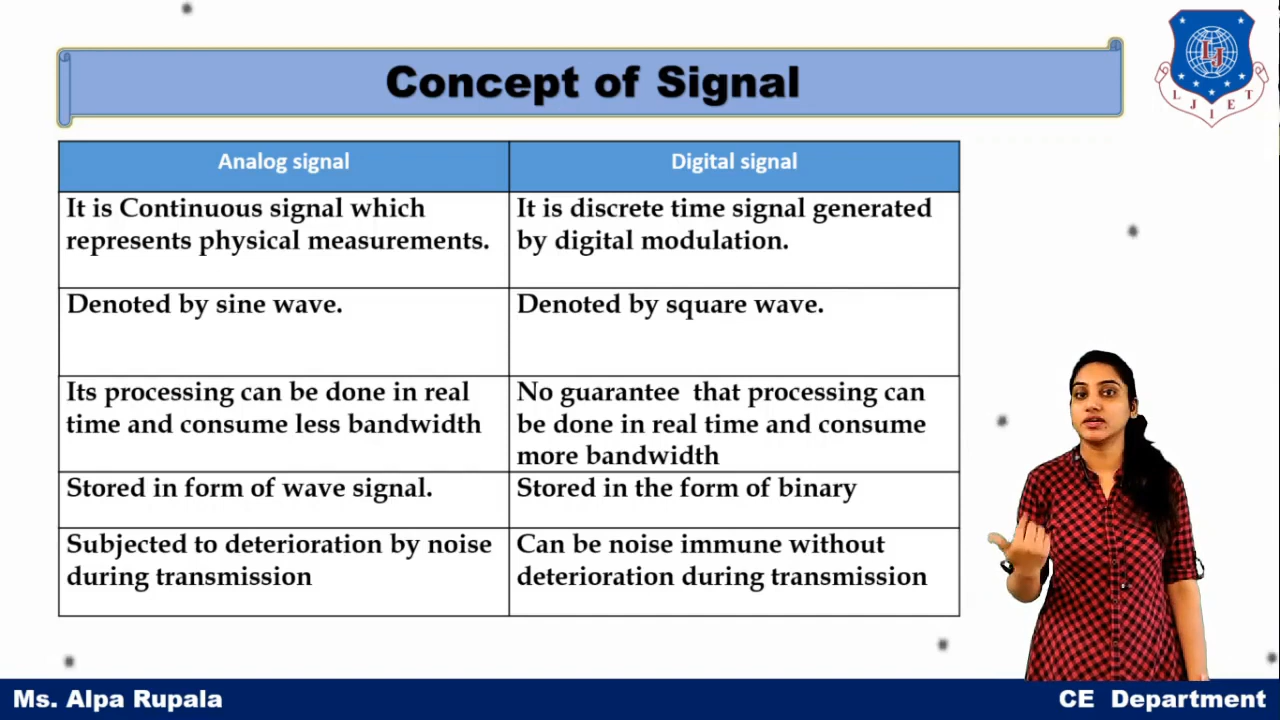 Concept of Signal
LJ
L J I E T
Analog signal
Digital signal
It is Continuous signal which
represents physical measurements.
It is discrete time signal generated
by digital modulation.
Denoted by sine wave.
Denoted by square wave.
Its processing can be done in real
time and consume less bandwidth
No guarantee  that processing can
be done in real time and consume
more bandwidth
Stored in form of wave signal.
Stored in the form of binary
Subjected to deterioration by noise
during transmission
Can be noise immune without
deterioration during transmission
Ms. Alpa Rupala
CE  Department